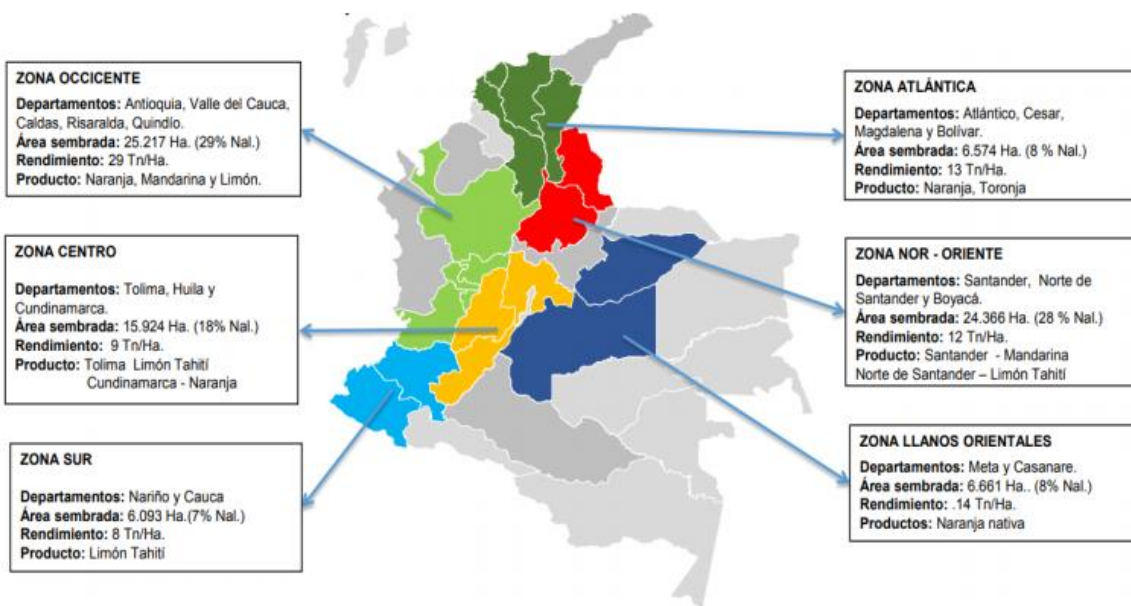 ZONA OCCICENTE
Departamentos: Antioquia, Valle del Cauca,
Caldas, Risaralda, Quindío.
Área sembrada: 25.217 Ha. (29% Nal.)
Rendimiento: 29 Tn/Ha.
Producto: Naranja, Mandarina y Limón.
ZONA CENTRO
Departamentos: Tolima, Huila y
Cundinamarca.
Área sembrada: 15.924 Ha. (18% Nal.)
Rendimiento: 9 Tn/Ha.
Producto: Tolima Limón Tahití
Cundinamarca - Naranja
ZONA SUR
Departamentos: Nariño y Cauca
Área sembrada: 6.093 Ha.(7% Nal.)
Rendimiento: 8 Tn/Ha.
Producto: Limón Tahití
ZONA ATLÁNTICA
Departamentos: Atlántico, Cesar,
Magdalena y Bolívar.
Área sembrada: 6.574 Ha. (8 % Nal.)
Rendimiento: 13 Tn/Ha.
Producto: Naranja, Toronja
ZONA NOR - ORIENTE
Departamentos: Santander, Norte de
Santander y Boyacá.
Área sembrada: 24.366 Ha. (28 % Nal.)
Rendimiento: 12 Tn/Ha.
Producto: Santander - Mandarina
Norte de Santander – Limón Tahití
ZONA LLANOS ORIENTALES
Departamentos: Meta y Casanare.
Área sembrada: 6.661 Ha.. (8% Nal.)
Rendimiento: .14 Tn/Ha.
Productos: Naranja nativa